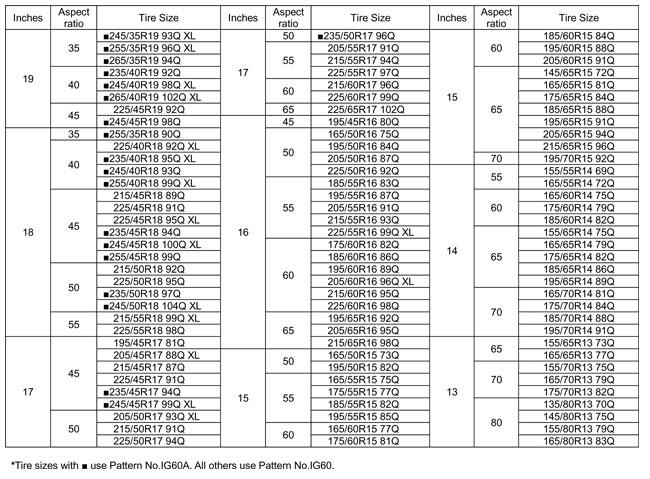 Inches Aspect ratio Tire Size
19
35
■245/35R19 93Q XL
■255/35R19 96Q XL
■265/35R19 94Q
40
■235/40R19 92Q
■245/40R19 98Q XL
■265/40R19 102Q XL
45
225/45R19 92Q
■245/45R19 98Q
18
35
■255/35R18 90Q
40
225/40R18 92Q XL
■235/40R18 95Q XL
■245/40R18 93Q
■255/40R18 99Q XL
45
215/45R18 89Q
225/45R18 91Q
225/45R18 95Q XL
■235/45R18 94Q
■245/45R18 100Q XL
■255/45R18 99Q
50
215/50R18 92Q
225/50R18 95Q
■235/50R18 97Q
■245/50R18 104Q XL
55
215/55R18 99Q XL
225/55R18 98Q
17
45
195/45R17 81Q
205/45R17 88Q XL
215/45R17 87Q
225/45R17 91Q
■235/45R17 94Q
■245/45R17 99Q XL
50
205/50R17 93Q XL
215/50R17 91Q
225/50R17 94Q
Inches Aspect ratio Tire Size
17
50
■235/50R17 96Q
55
205/55R17 91Q
215/55R17 94Q
225/55R17 97Q
60
215/60R17 96Q
225/60R17 99Q
65
225/65R17 102Q
16
45
195/45R16 80Q
50
165/50R16 75Q
195/50R16 84Q
205/50R16 87Q
225/50R16 92Q
55
185/55R16 83Q
195/55R16 87Q
205/55R16 91Q
215/55R16 93Q
225/55R16 99Q XL
60
175/60R16 82Q
185/60R16 86Q
195/60R16 89Q
205/60R16 96Q XL
215/60R16 95Q
225/60R16 98Q
65
195/65R16 92Q
205/65R16 95Q
215/65R16 98Q
15
50
165/50R15 73Q
195/50R15 82Q
55
165/55R15 75Q
175/55R15 77Q
185/55R15 82Q
195/55R15 85Q
60
165/60R15 77Q
175/60R15 81Q
Inches Aspect ratio Tire Size
15
60
185/60R15 84Q
195/60R15 88Q
205/60R15 91Q
65
145/65R15 72Q
165/65R15 81Q
175/65R15 84Q
185/65R15 88Q
195/65R15 91Q
205/65R15 94Q
215/65R15 96Q
70
195/70R15 92Q
14
55
155/55R14 69Q
165/55R14 72Q
60
165/60R14 75Q
175/60R14 79Q
185/60R14 82Q
65
155/65R14 75Q
165/65R14 79Q
175/65R14 82Q
185/65R14 86Q
195/65R14 89Q
70
165/70R14 81Q
175/70R14 84Q
185/70R14 88Q
195/70R14 91Q
13
65
155/65R13 73Q
165/65R13 77Q
70
155/70R13 75Q
165/70R13 79Q
175/70R13 82Q
80
135/80R13 70Q
145/80R13 75Q
155/80R13 79Q
165/80R13 83Q
*Tire sizes with ■ use Pattern No.IG60A. All others use Pattern No.IG60.